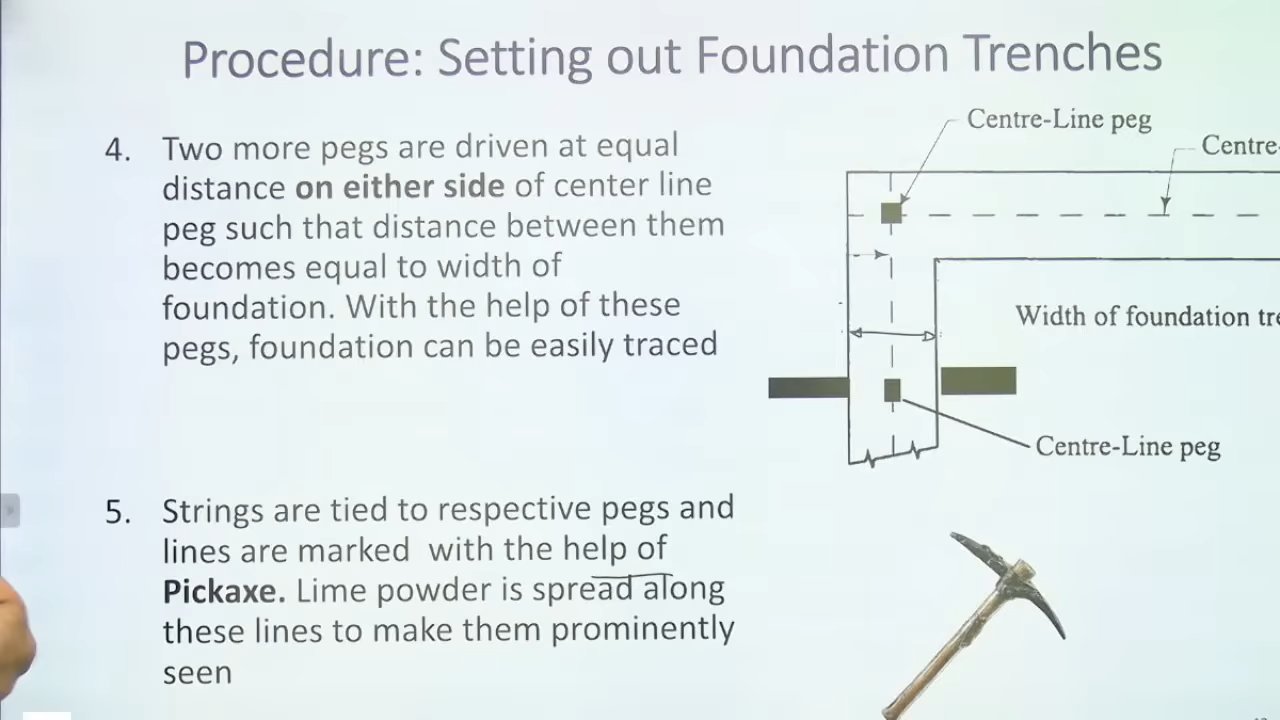 Procedure: Setting out Foundation Trenches
4. Two more pegs are driven at equal
distance on either side of center line
peg such that distance between them
becomes equal to width of
foundation. With the help of these
pegs, foundation can be easily traced
5. Strings are tied to respective pegs and
lines are marked with the help of
Pickaxe. Lime powder is spread along
these lines to make them prominently
seen
Centre-Line peg
Centre-
Width of foundation
Centre-Line peg